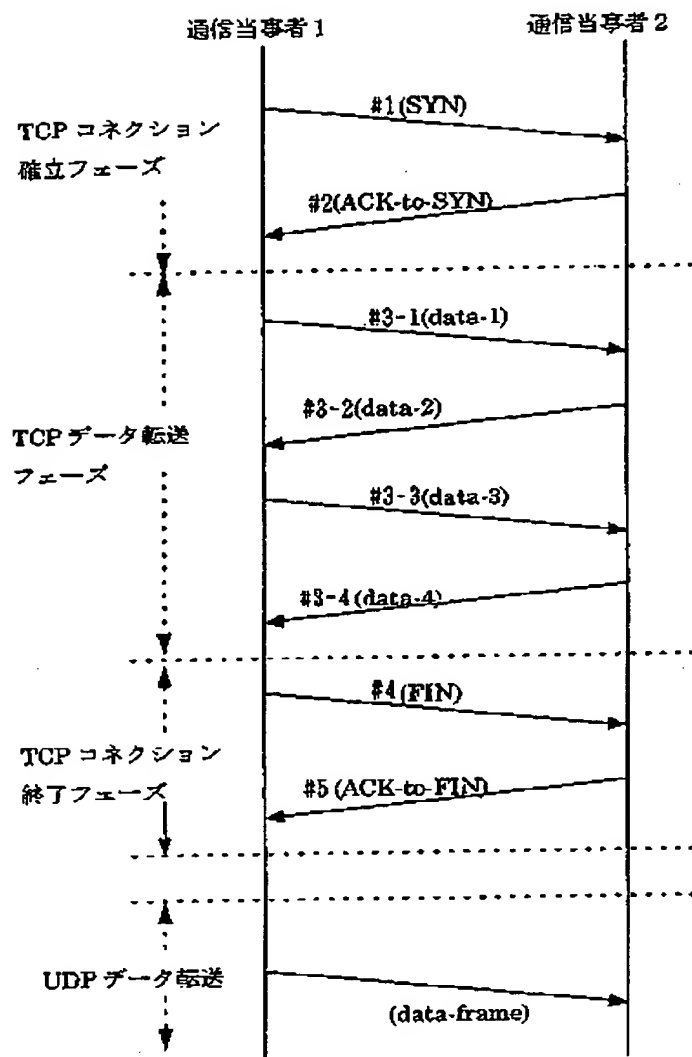 通信当事者1
通信当事者2
#1(SYN)
TCP コネクション
確立フェーズ
#2(ACK-to-SYN)
#3-1(data-1)
#3-2(data-2)
TCP データ転送
フェーズ
#3-3(data-3)
#3-4(data-4)
#4(FIN)
TCP コネクション
終了フェーズ
#5(ACK-to-FIN)
UDP データ転送
(data-frame)